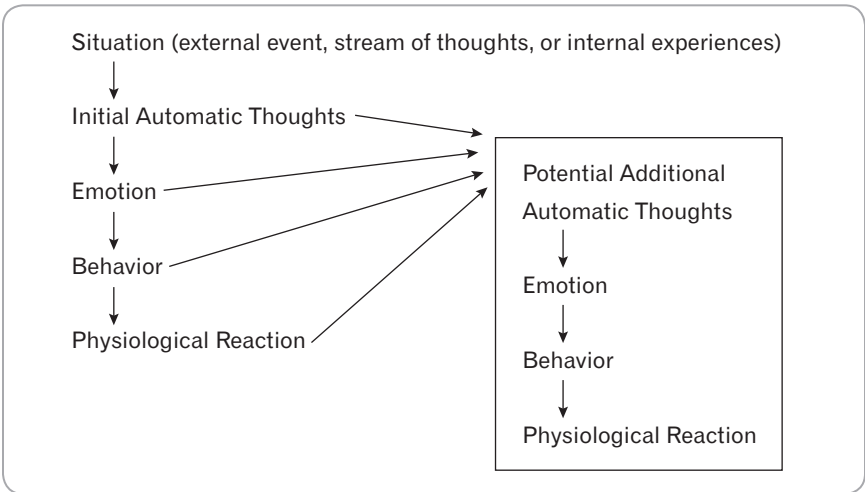 Situation (external event, stream of thoughts, or internal experiences)
Initial Automatic Thoughts
Emotion
Behavior
Physiological Reaction
Potential Additional
Automatic Thoughts
Emotion
Behavior
Physiological Reaction